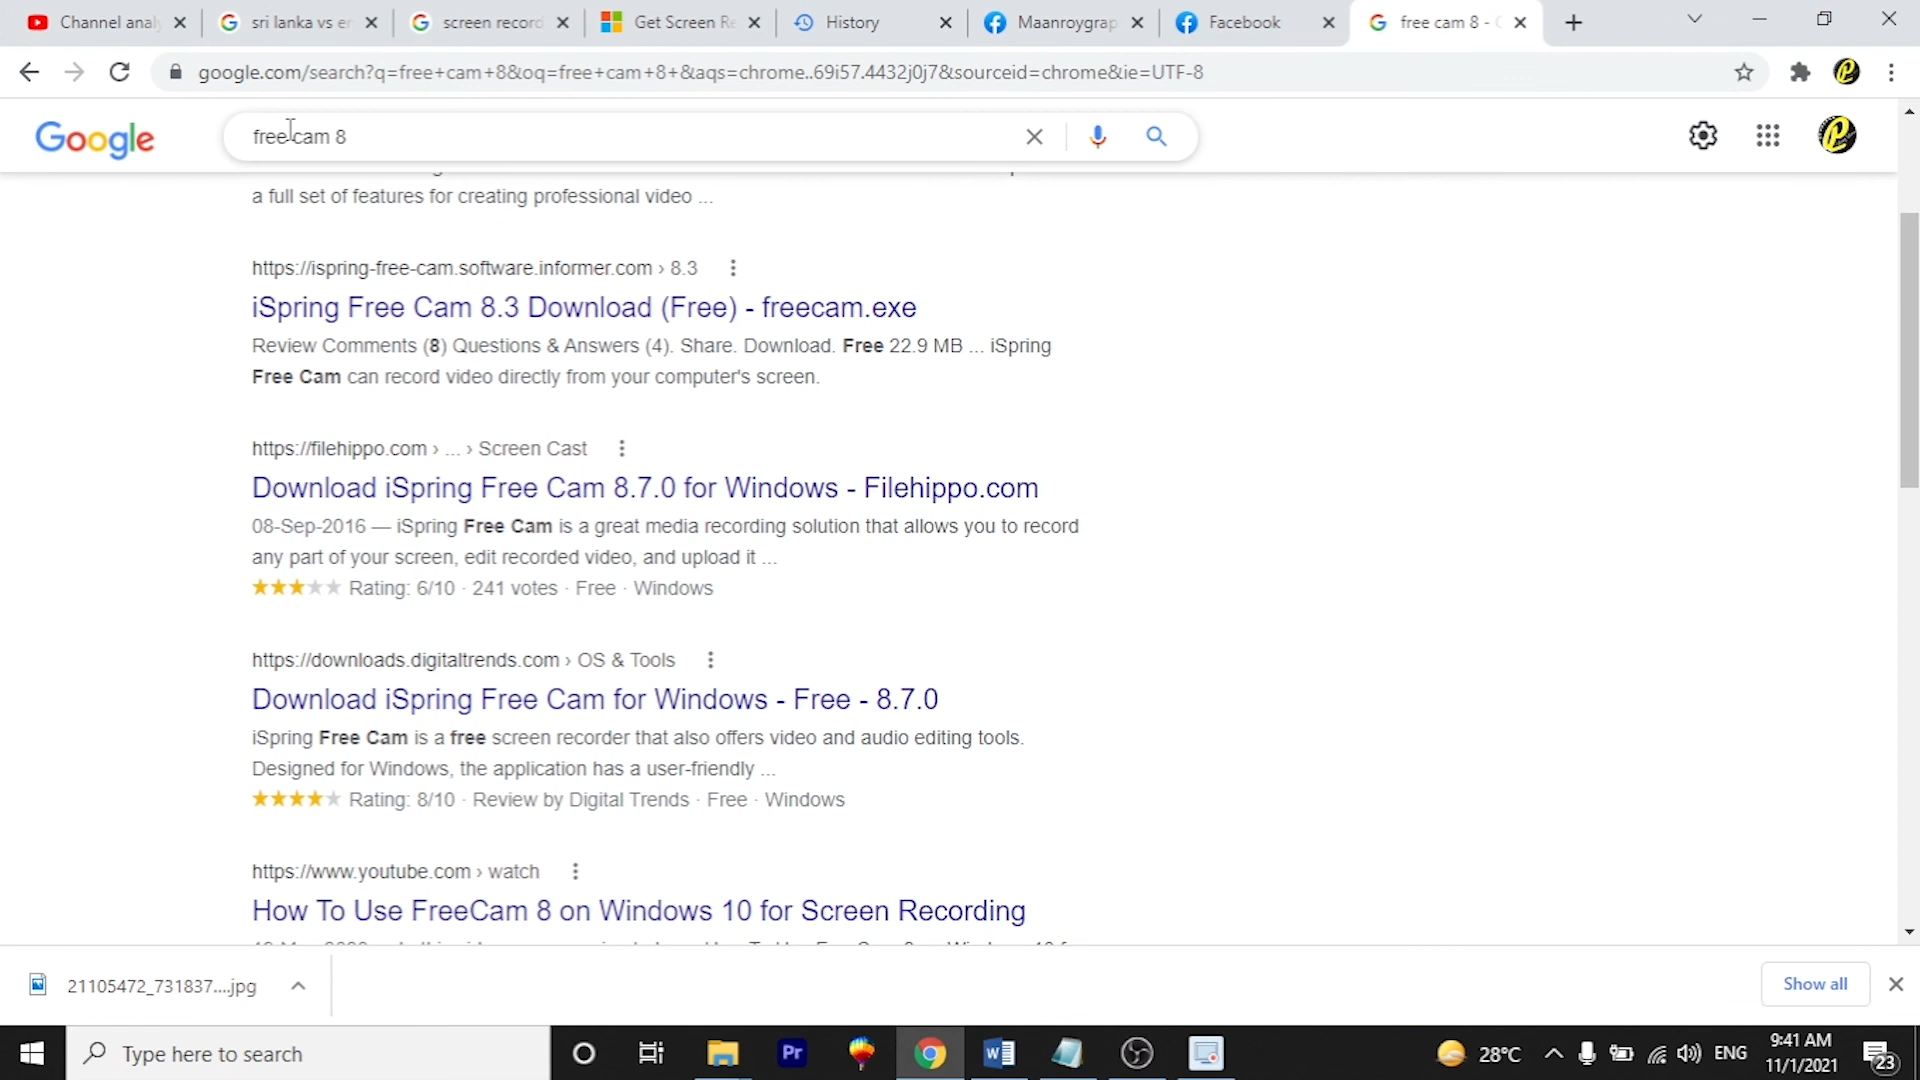 Channel analy
sri lanka vs en
screen record
Get Screen Re
History
Maanroygrap
Facebook
free cam 8 - G
google.com/search?q=free+cam+8&oq=free+cam+8+&aqs=chrome..69i57.4432j0j7&sourceid=chrome&ie=UTF-8
Google
free cam 8
a full set of features for creating professional video ...
https://ispring-free-cam.software.informer.com › 8.3
iSpring Free Cam 8.3 Download (Free) - freecam.exe
Review Comments (8) Questions & Answers (4). Share. Download. Free 22.9 MB ... iSpring
Free Cam can record video directly from your computer's screen.
https://filehippo.com › ... › Screen Cast
Download iSpring Free Cam 8.7.0 for Windows - Filehippo.com
08-Sep-2016 — iSpring Free Cam is a great media recording solution that allows you to record
any part of your screen, edit recorded video, and upload it ...
Rating: 6/10 · 241 votes · Free · Windows
https://downloads.digitaltrends.com › OS & Tools
Download iSpring Free Cam for Windows - Free - 8.7.0
iSpring Free Cam is a free screen recorder that also offers video and audio editing tools.
Designed for Windows, the application has a user-friendly ...
Rating: 8/10 · Review by Digital Trends · Free · Windows
https://www.youtube.com › watch
How To Use FreeCam 8 on Windows 10 for Screen Recording
21105472_731837....jpg
Show all
Type here to search
Pr
28°C
ENG
9:41 AM
11/1/2021
23